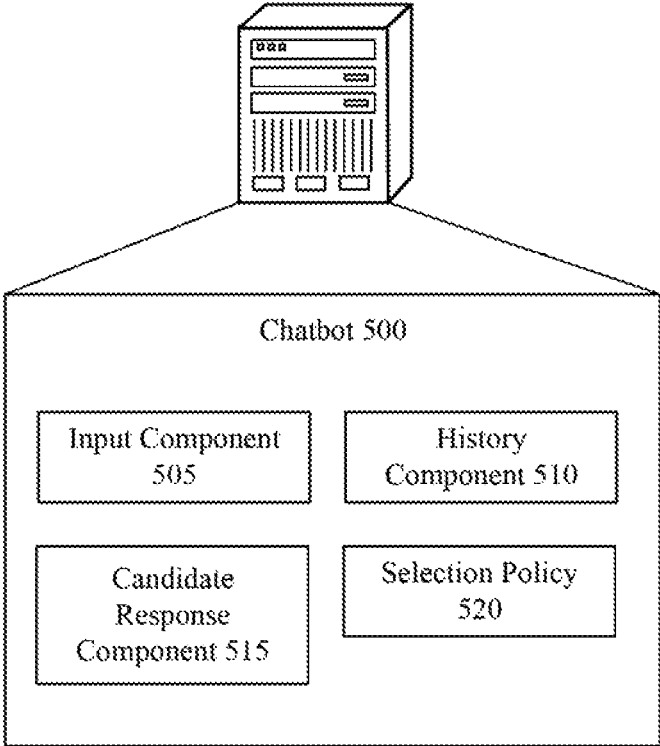 Chatbot 500
Input Component
505
History
Component 510
Candidate
Response
Component 515
Selection Policy
520